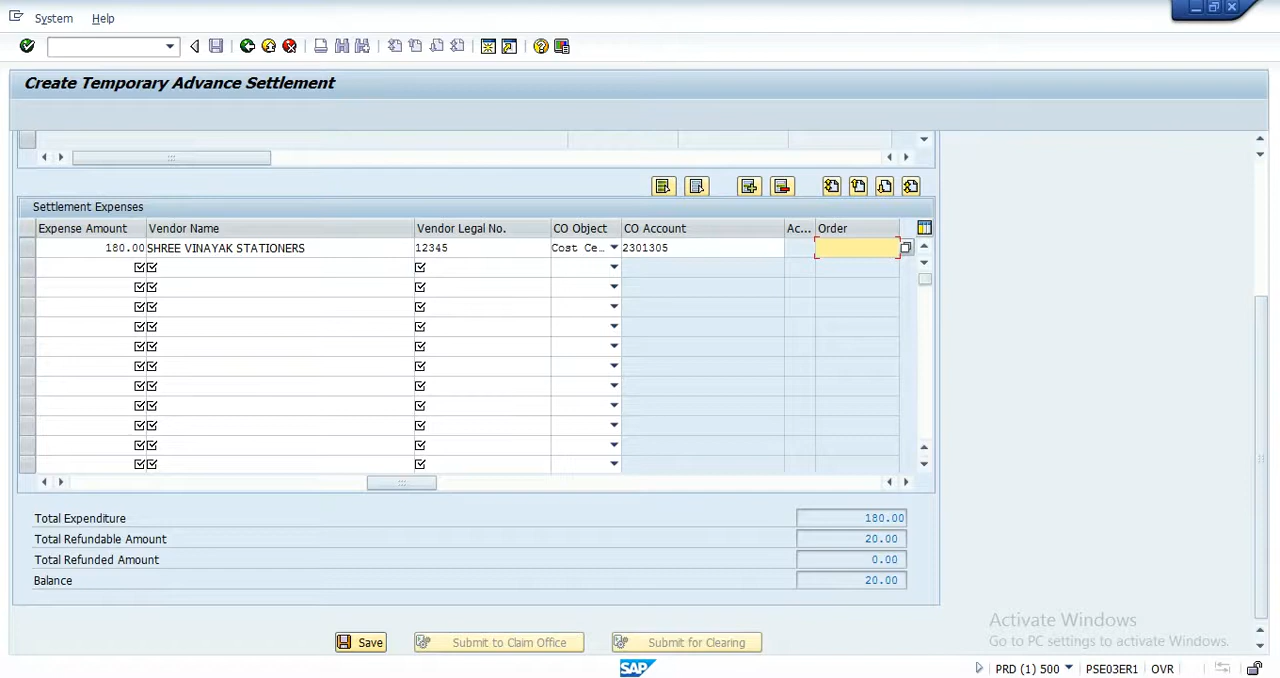 System Help
Create Temporary Advance Settlement
Settlement Expenses
Expense Amount Vendor Name Vendor Legal No. CO Object CO Account Ac... Order
180.00 SHREE VINAYAK STATIONERS 12345 Cost Ce... 2301305
Total Expenditure 180.00
Total Refundable Amount 20.00
Total Refunded Amount 0.00
Balance 20.00
Activate Windows
Go to PC settings to activate Windows.
Save Submit to Claim Office Submit for Clearing
SAP PRD (1) 500 PSE03ER1 OVR